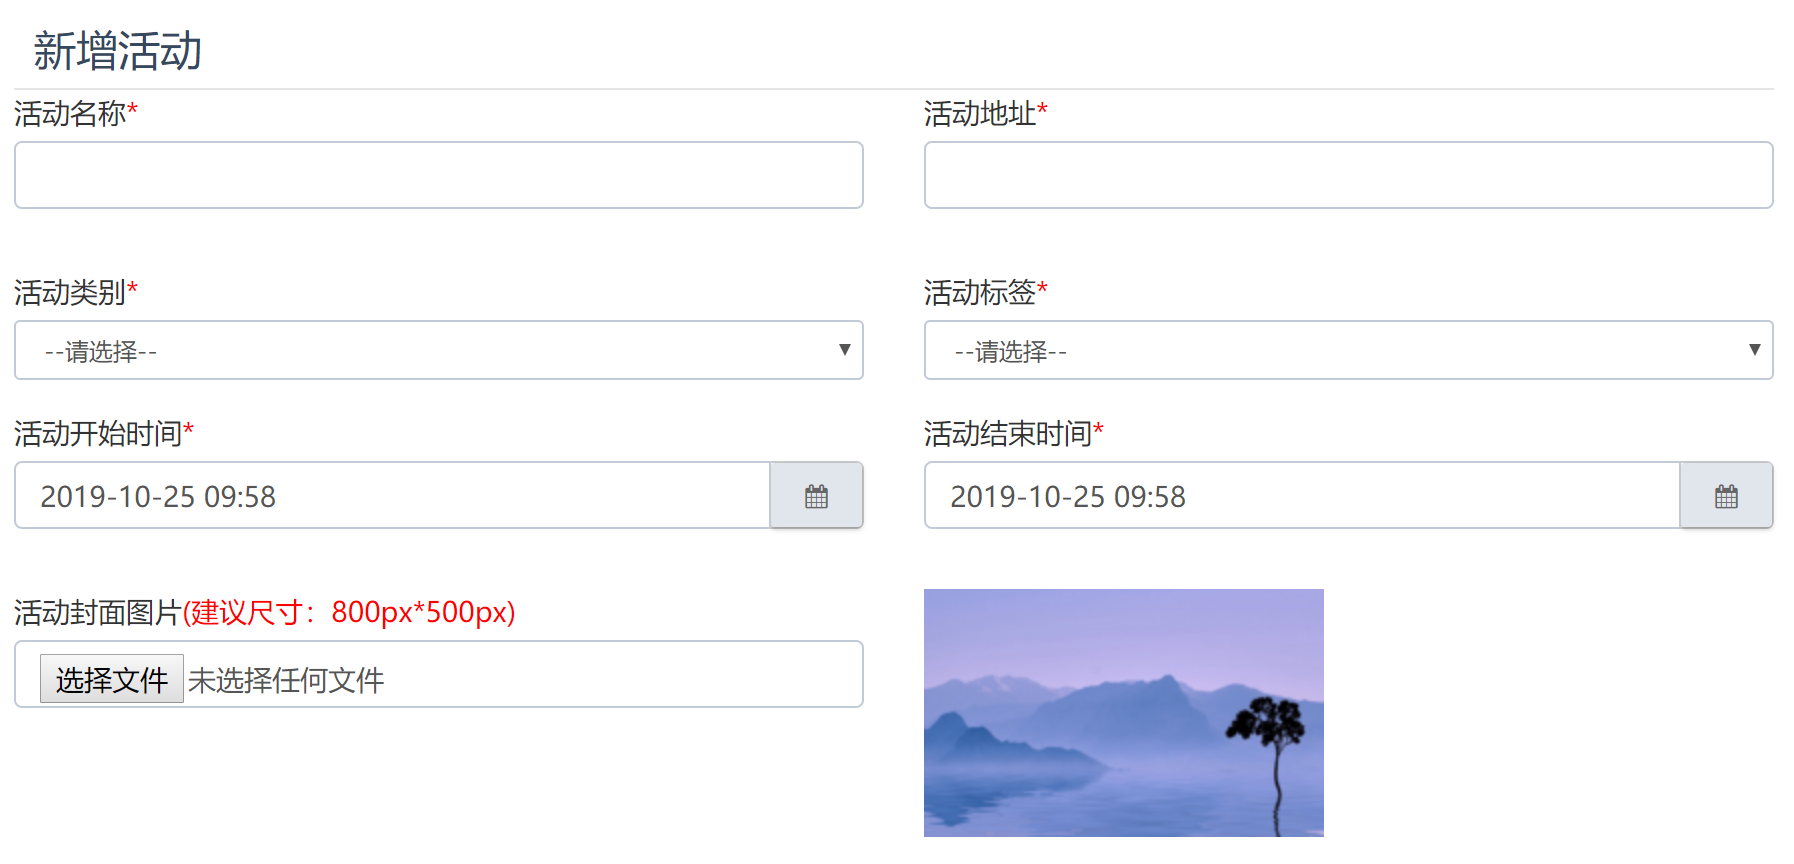 新增活动
活动名称* 活动地址*
活动类别* 活动标签*
--请选择-- --请选择--
活动开始时间* 活动结束时间*
2019-10-25 09:58 2019-10-25 09:58
活动封面图片(建议尺寸：800px*500px)
选择文件 未选择任何文件